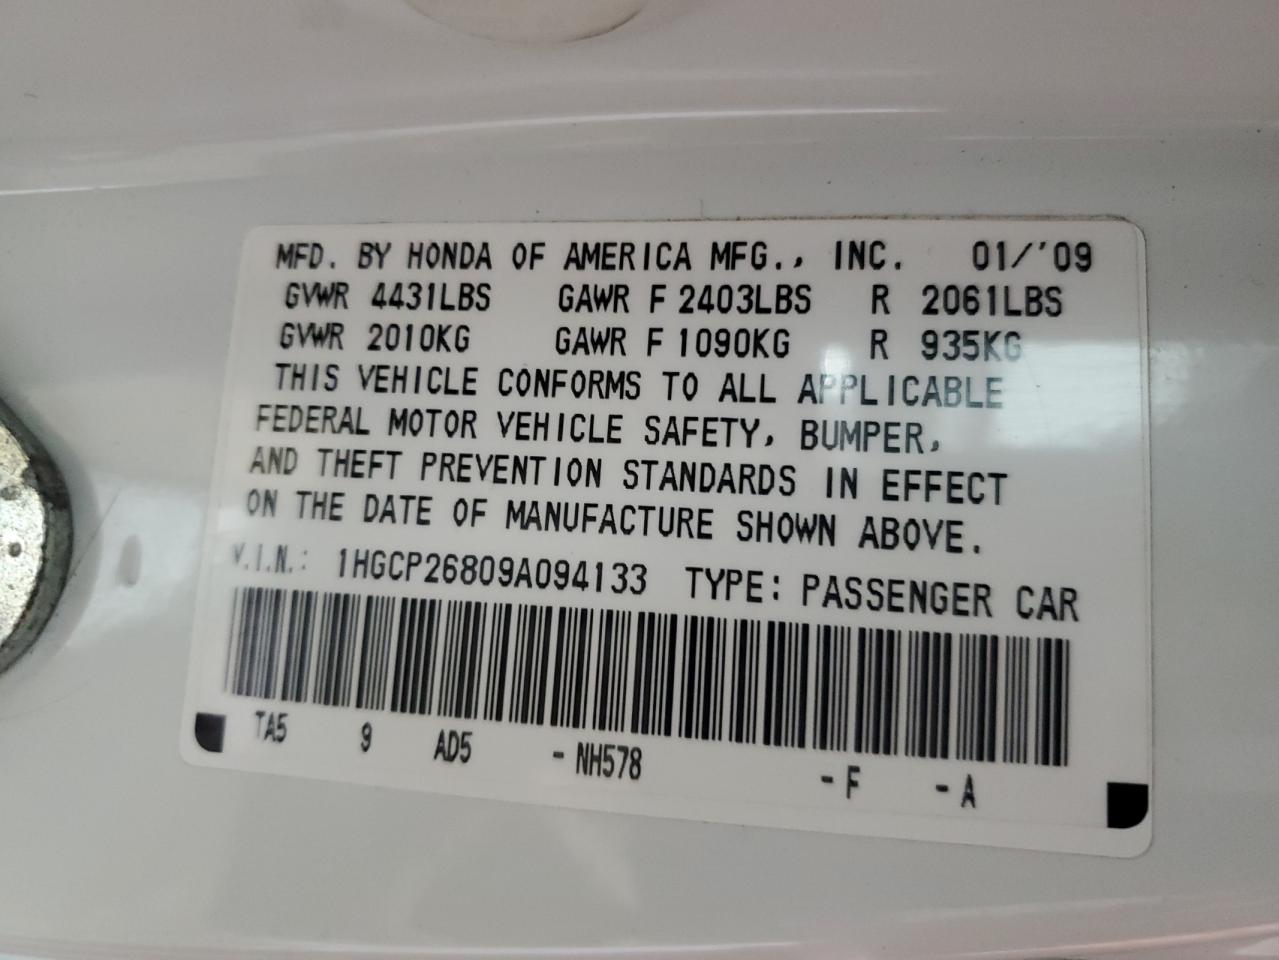 MFD. BY HONDA OF AMERICA MFG., INC. 01/'09
GVWR 4431LBS GAWR F 2403LBS R 2061LBS
GVWR 2010KG GAWR F 1090KG R 935KG
THIS VEHICLE CONFORMS TO ALL APPLICABLE
FEDERAL MOTOR VEHICLE SAFETY, BUMPER,
AND THEFT PREVENTION STANDARDS IN EFFECT
ON THE DATE OF MANUFACTURE SHOWN ABOVE.
V.I.N.: 1HGCP26809A094133 TYPE: PASSENGER CAR
TA5 9 AD5 -NH578 -F -A